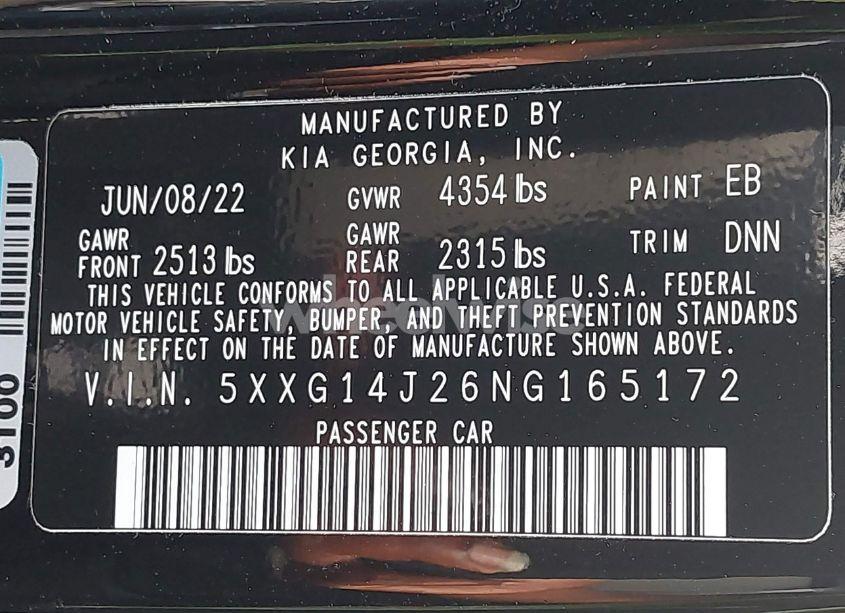 MANUFACTURED BY
KIA GEORGIA, INC.
JUN/08/22 GVWR 4354 lbs PAINT EB
GAWR FRONT 2513 lbs GAWR REAR 2315 lbs TRIM DNN
THIS VEHICLE CONFORMS TO ALL APPLICABLE U.S.A. FEDERAL
MOTOR VEHICLE SAFETY, BUMPER, AND THEFT PREVENTION STANDARDS
IN EFFECT ON THE DATE OF MANUFACTURE SHOWN ABOVE.
V.I.N. 5XXG14J26NG165172
PASSENGER CAR
3100
wheelwise